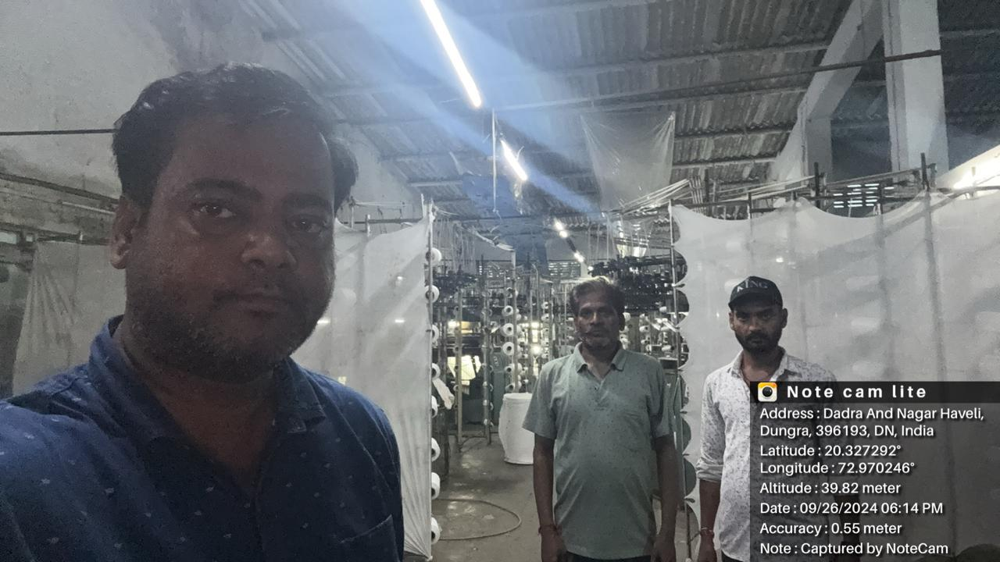 KING
Note cam lite
Address : Dadra And Nagar Haveli,
Dungra, 396193, DN, India
Latitude : 20.327292°
Longitude : 72.970246°
Altitude : 39.82 meter
Date : 09/26/2024 06:14 PM
Accuracy : 0.55 meter
Note : Captured by NoteCam